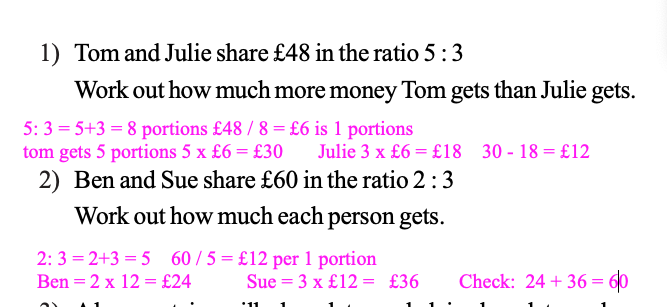 1) Tom and Julie share £48 in the ratio 5 : 3
Work out how much more money Tom gets than Julie gets.
5: 3 = 5+3 = 8 portions £48 / 8 = £6 is 1 portions
tom gets 5 portions 5 x £6 = £30 Julie 3 x £6 = £18 30 - 18 = £12
2) Ben and Sue share £60 in the ratio 2 : 3
Work out how much each person gets.
2: 3 = 2+3 = 5 60 / 5 = £12 per 1 portion
Ben = 2 x 12 = £24 Sue = 3 x £12 = £36 Check: 24 + 36 = 60